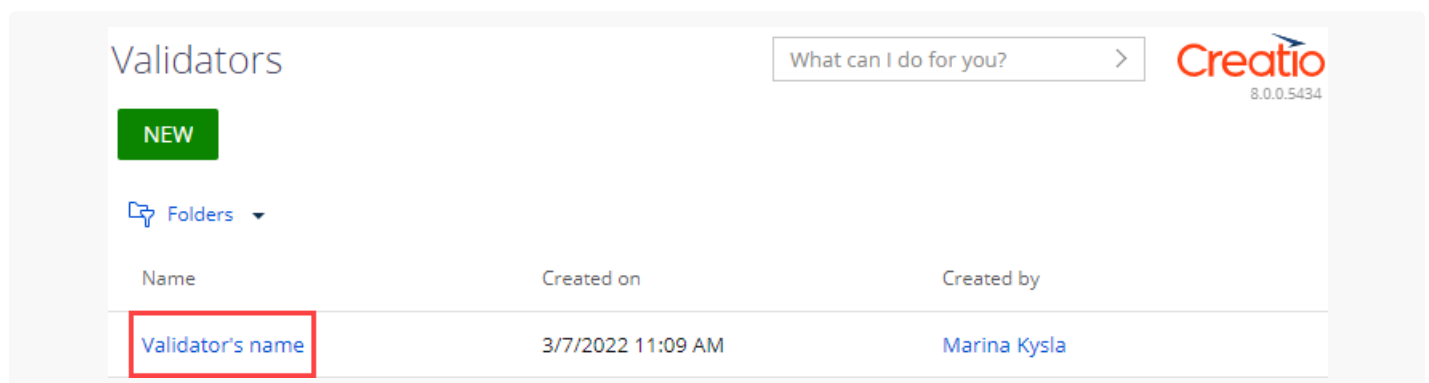 Validators
What can I do for you?
Creatio
8.0.0.5434
NEW
Folders
Name Created on Created by
Validator's name 3/7/2022 11:09 AM Marina Kysla